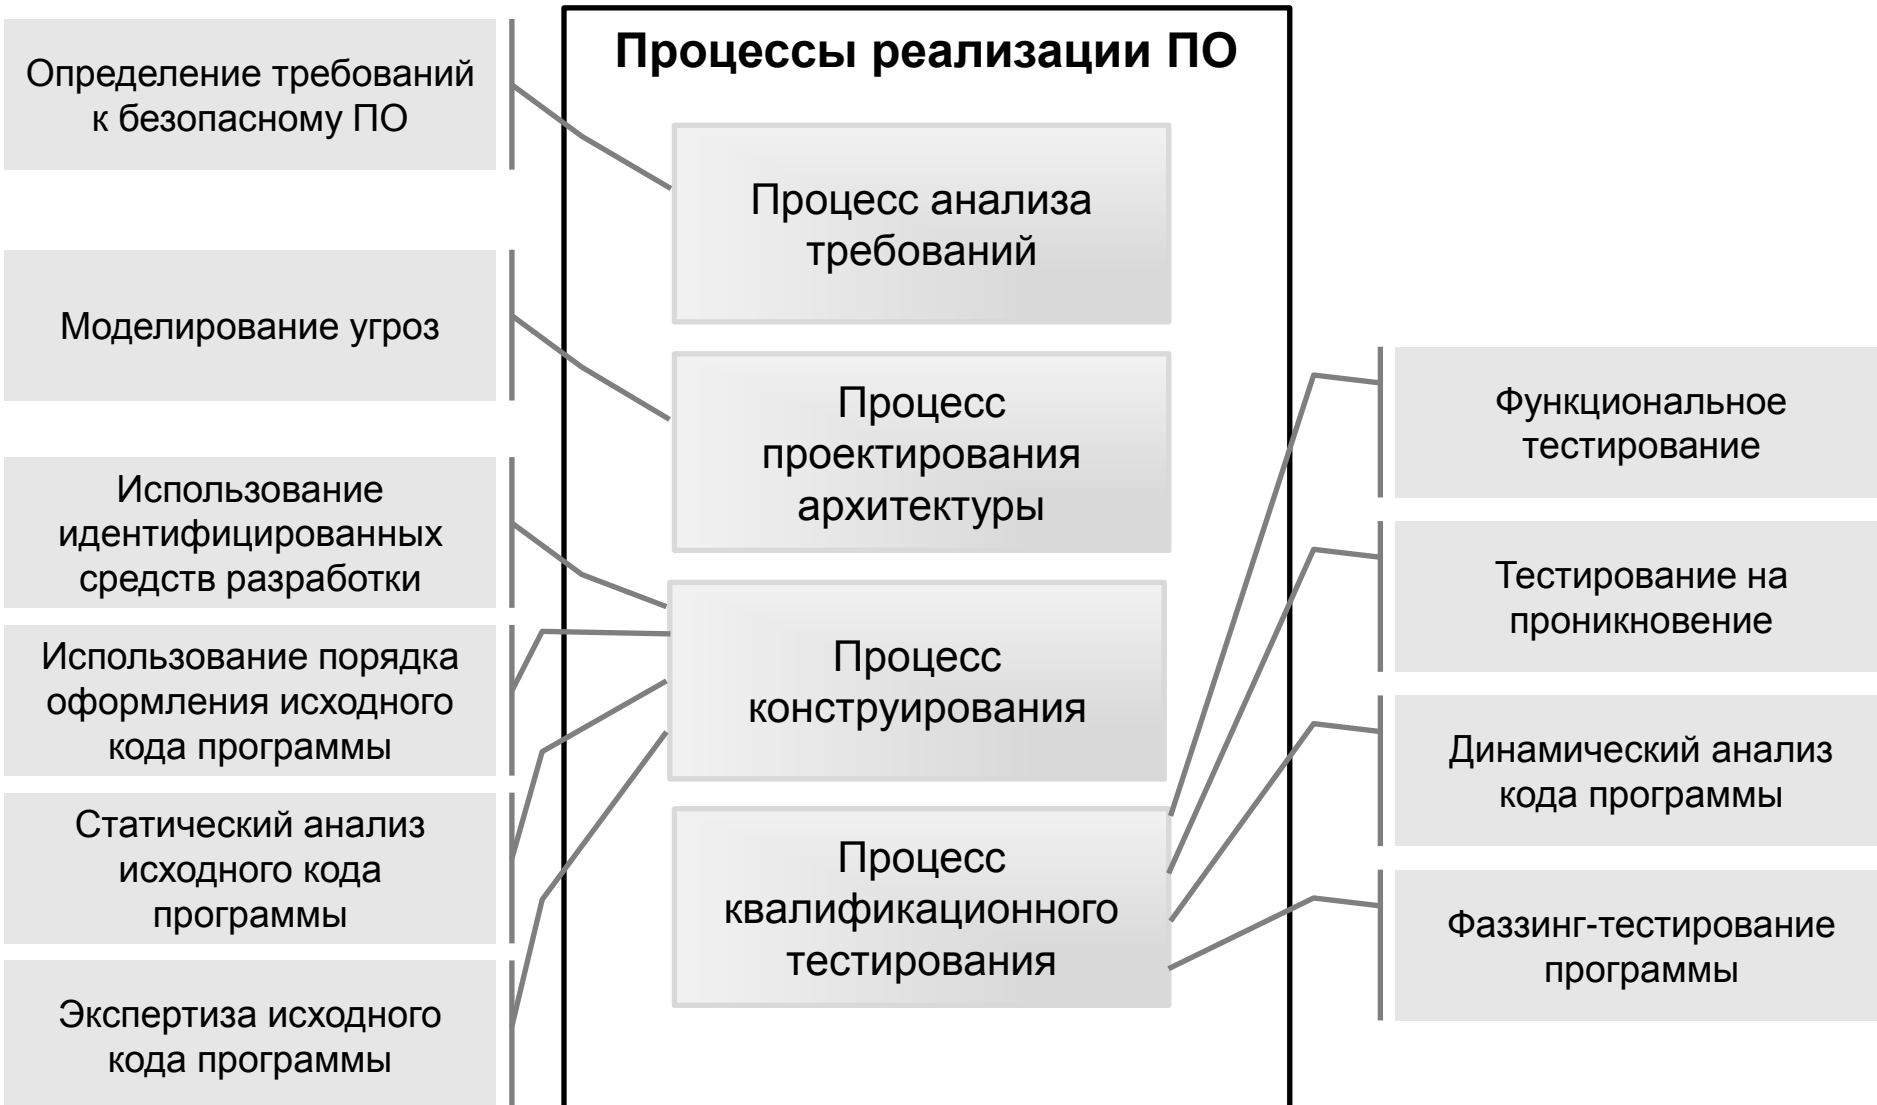 Процессы реализации ПО
Определение требований
к безопасному ПО
Моделирование угроз
Использование
идентифицированных
средств разработки
Использование порядка
оформления исходного
кода программы
Статический анализ
исходного кода
программы
Экспертиза исходного
кода программы
Процесс анализа
требований
Процесс
проектирования
архитектуры
Процесс
конструирования
Процесс
квалификационного
тестирования
Функциональное
тестирование
Тестирование на
проникновение
Динамический анализ
кода программы
Фаззинг-тестирование
программы